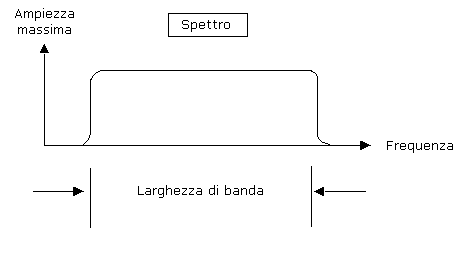 Ampiezza
massima
Spettro
Frequenza
Larghezza di banda